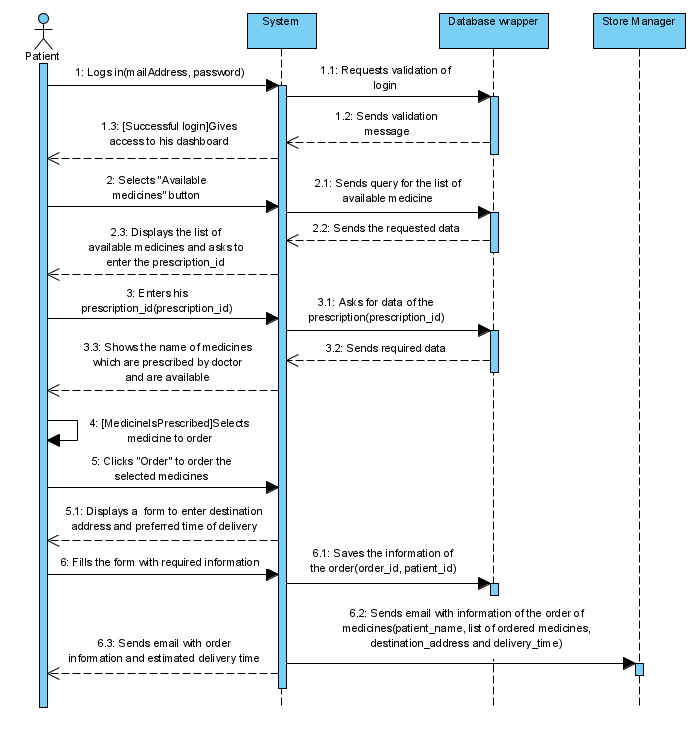 System
Database wrapper
Store Manager
Patient
1: Logs in(mailAddress, password)
1.1: Requests validation of
login
1.2: Sends validation
message
1.3: [Successful login]Gives
access to his dashboard
2: Selects "Available
medicines" button
2.1: Sends query for the list of
available medicine
2.2: Sends the requested data
2.3: Displays the list of
available medicines and asks to
enter the prescription_id
3: Enters his
prescription_id(prescription_id)
3.1: Asks for data of the
prescription(prescription_id)
3.2: Sends required data
3.3: Shows the name of medicines
which are prescribed by doctor
and are available
4: [MedicineIsPrescribed]Selects
medicine to order
5: Clicks "Order" to order the
selected medicines
5.1: Displays a form to enter destination
address and preferred time of delivery
6: Fills the form with required information
6.1: Saves the information of
the order(order_id, patient_id)
6.2: Sends email with information of the order of
medicines(patient_name, list of ordered medicines,
destination_address and delivery_time)
6.3: Sends email with order
information and estimated delivery time